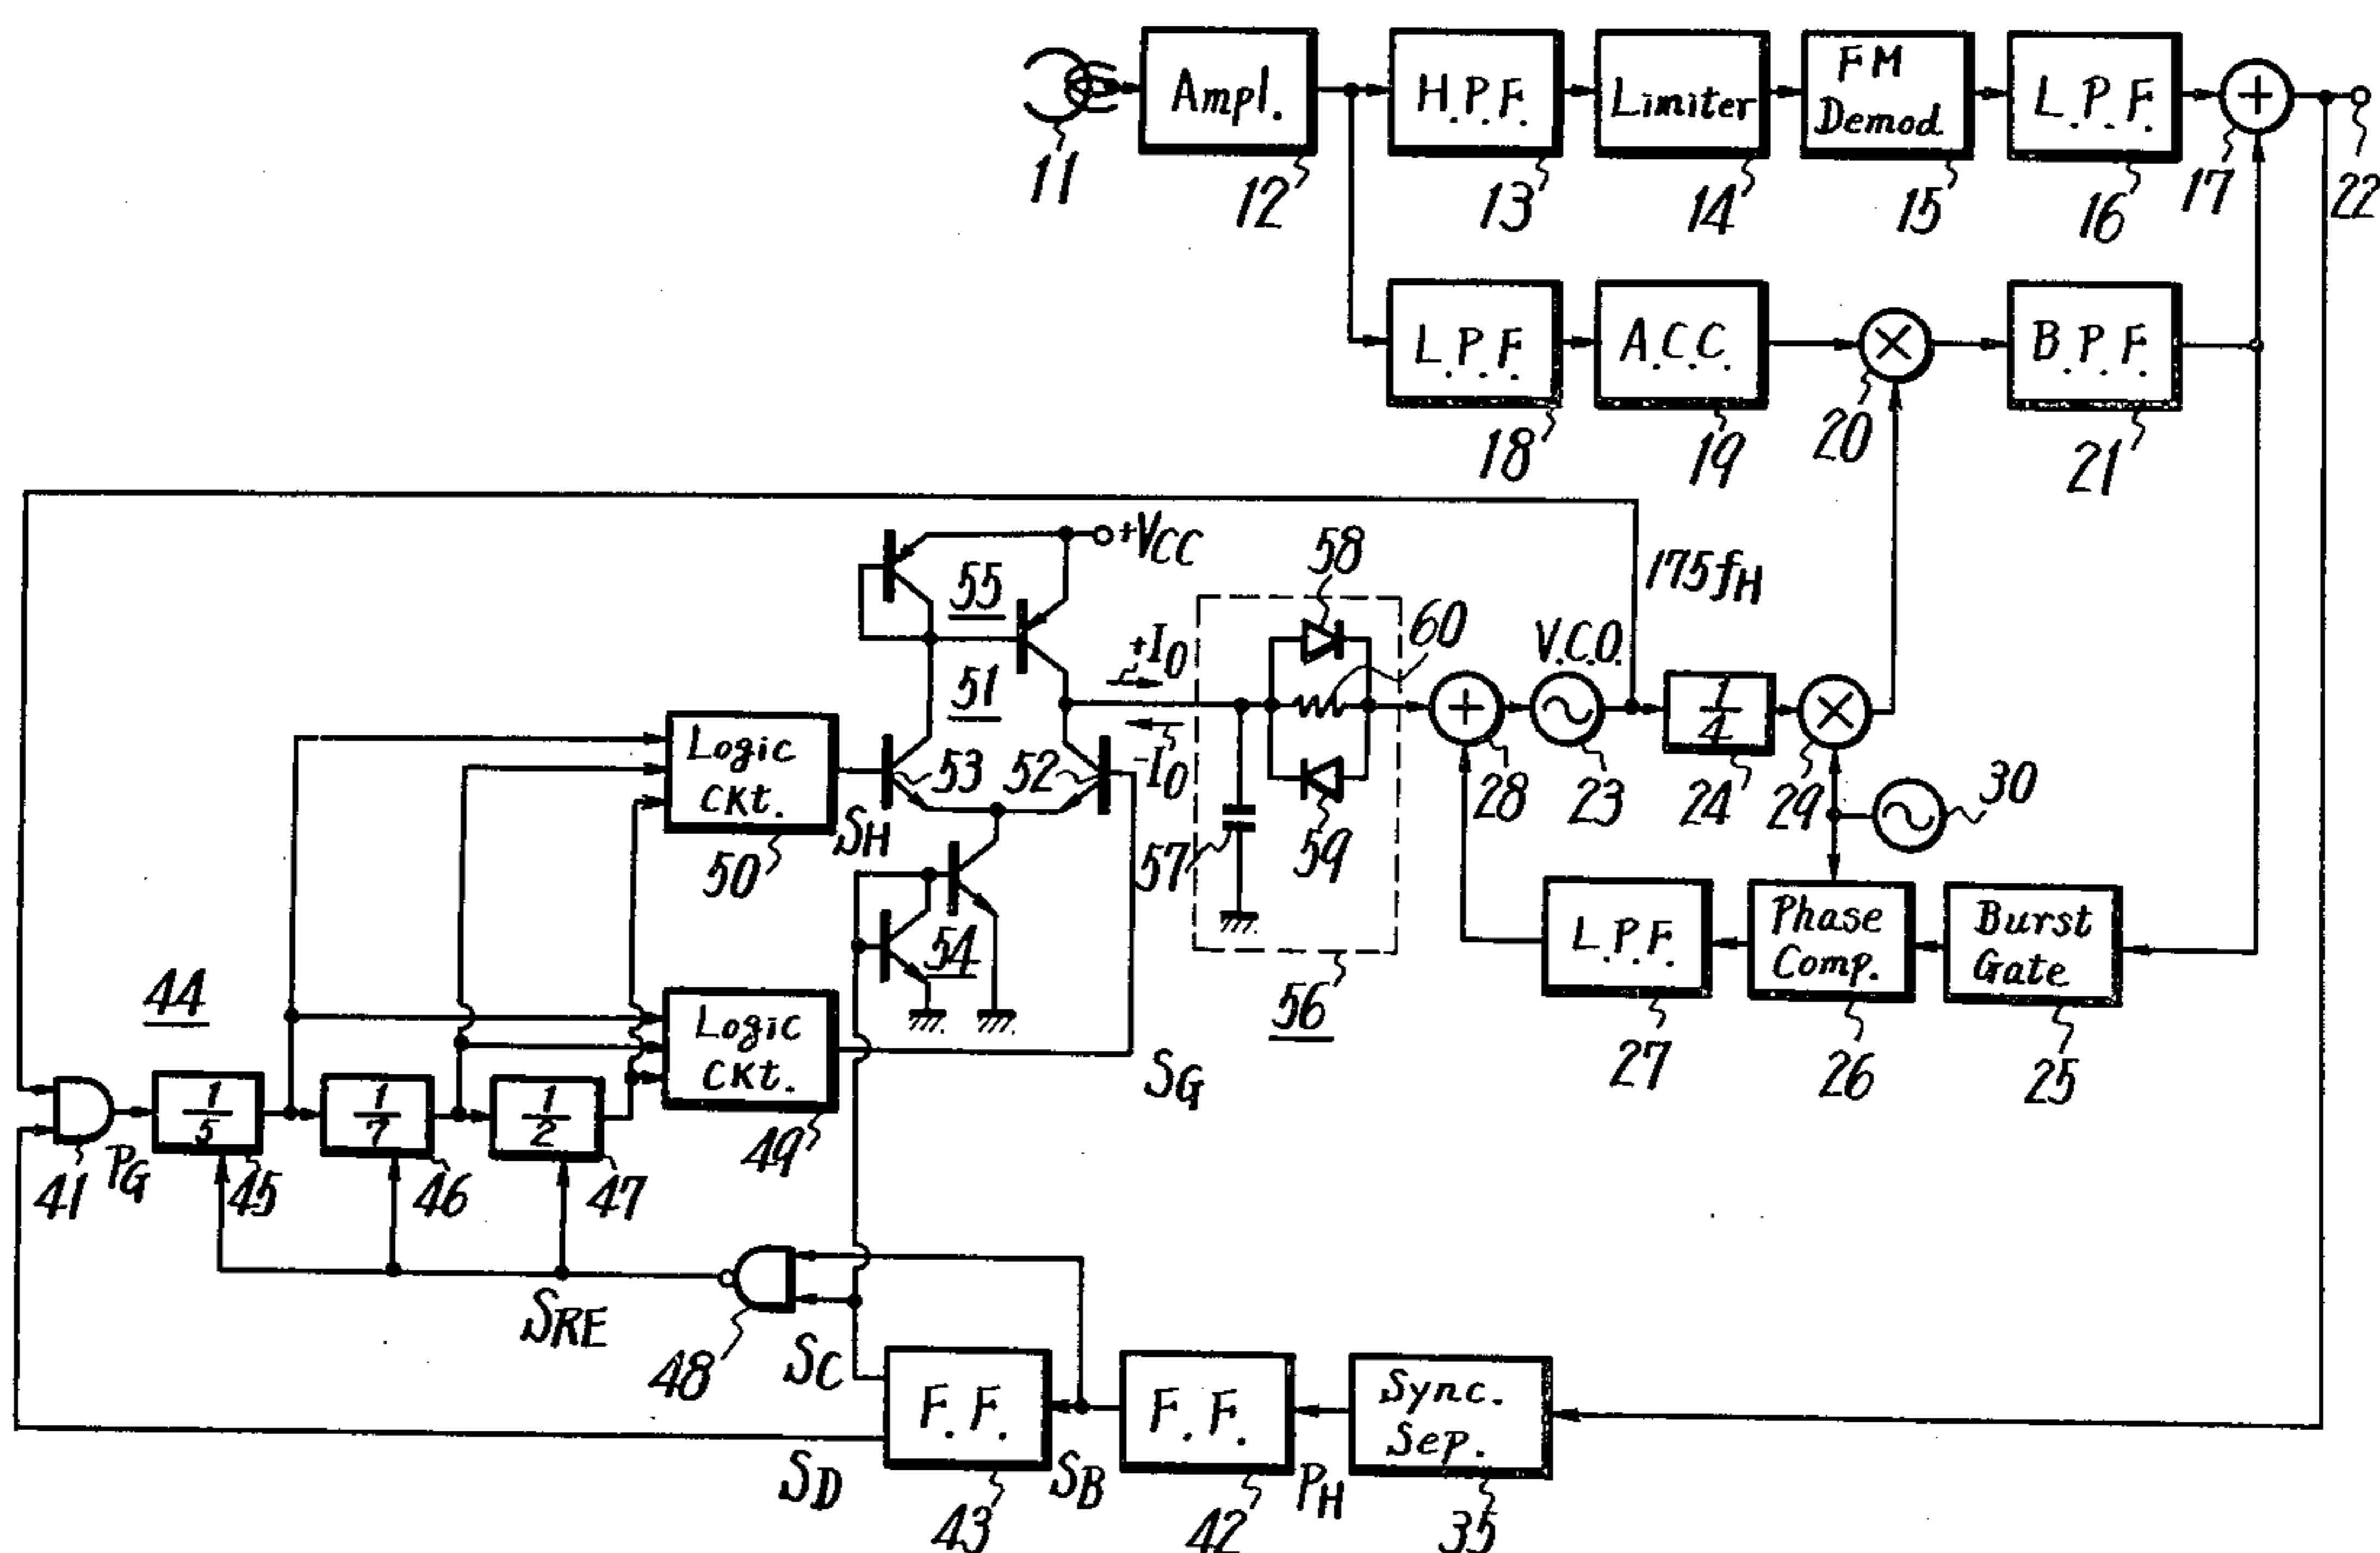 Ampl.
H.P.F.
Limiter
FM
Demod.
L.P.F.
+
11
12
13
14
15
16
17
22
L.P.F.
A.C.C.
×
B.P.F.
18
19
20
21
+VCC
55
58
175fH
60
+I0
V.C.O.
51
Logic
CKt.
53
52
-I0
+
1/4
×
28
23
24
29
30
SH
50
57
59
54
L.P.F.
Phase
Comp.
Burst
Gate
44
56
Logic
CKt.
SG
27
26
25
1/5
1/7
1/2
49
41
PG
45
46
47
SRE
48
SC
F.F.
F.F.
Sync.
Sep.
SD
43
SB
42
PH
35